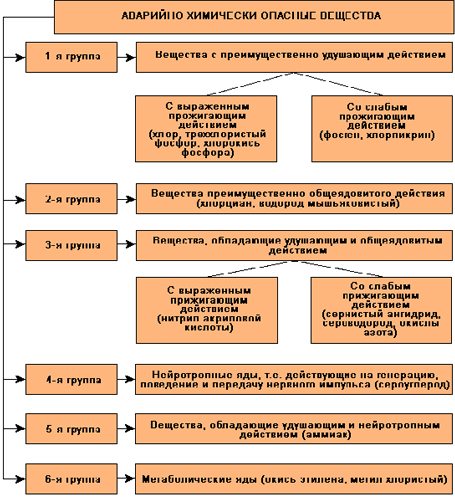 АВАРИЙНО ХИМИЧЕСКИ ОПАСНЫЕ ВЕЩЕСТВА
1-я группа
Вещества с преимущественно удушающим действием
С выраженным
прожигающим
действием
(хлор, треххлористый
фосфор, хлорокись
фосфора)
Со слабым
прожигающим
действием
(фосген, хлорпикрин)
2-я группа
Вещества преимущественно общеядовитого действия
(хлорциан, водород мышьяковистый)
3-я группа
Вещества, обладающие удушающим и общеядовитым
действием
С выраженным
прижигающим
действием
(нитрил акриловой
кислоты)
Со слабым
прижигающим
действием
(сернистый ангидрид,
сероводород, окислы
азота)
4-я группа
Нейротропные яды, т.е. действующие на генерацию,
поведение и передачу нервного импульса (сероуглерод)
5-я группа
Вещества, обладающие удушающим и нейротропным
действием (аммиак)
6-я группа
Метаболические яды (окись этилена, метил хлористый)